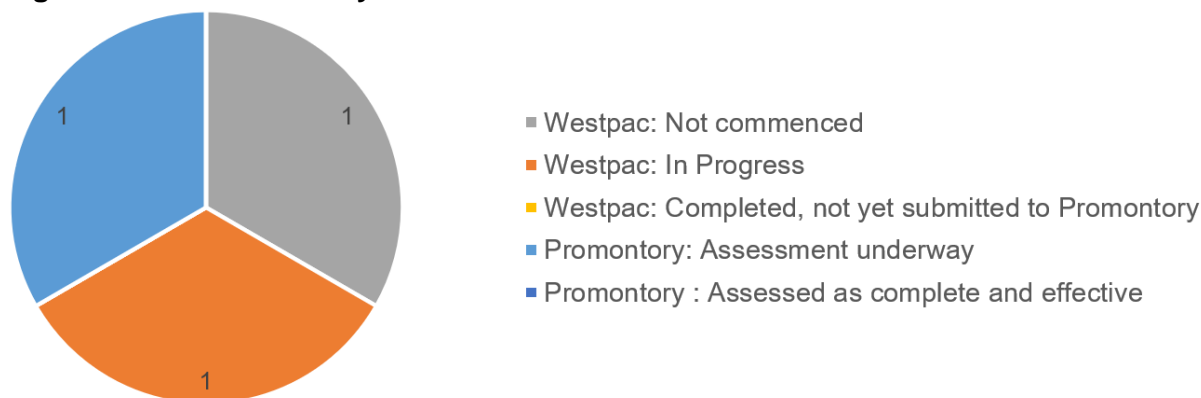 1
1
Westpac: Not commenced
Westpac: In Progress
Westpac: Completed, not yet submitted to Promontory
Promontory: Assessment underway
Promontory : Assessed as complete and effective
1